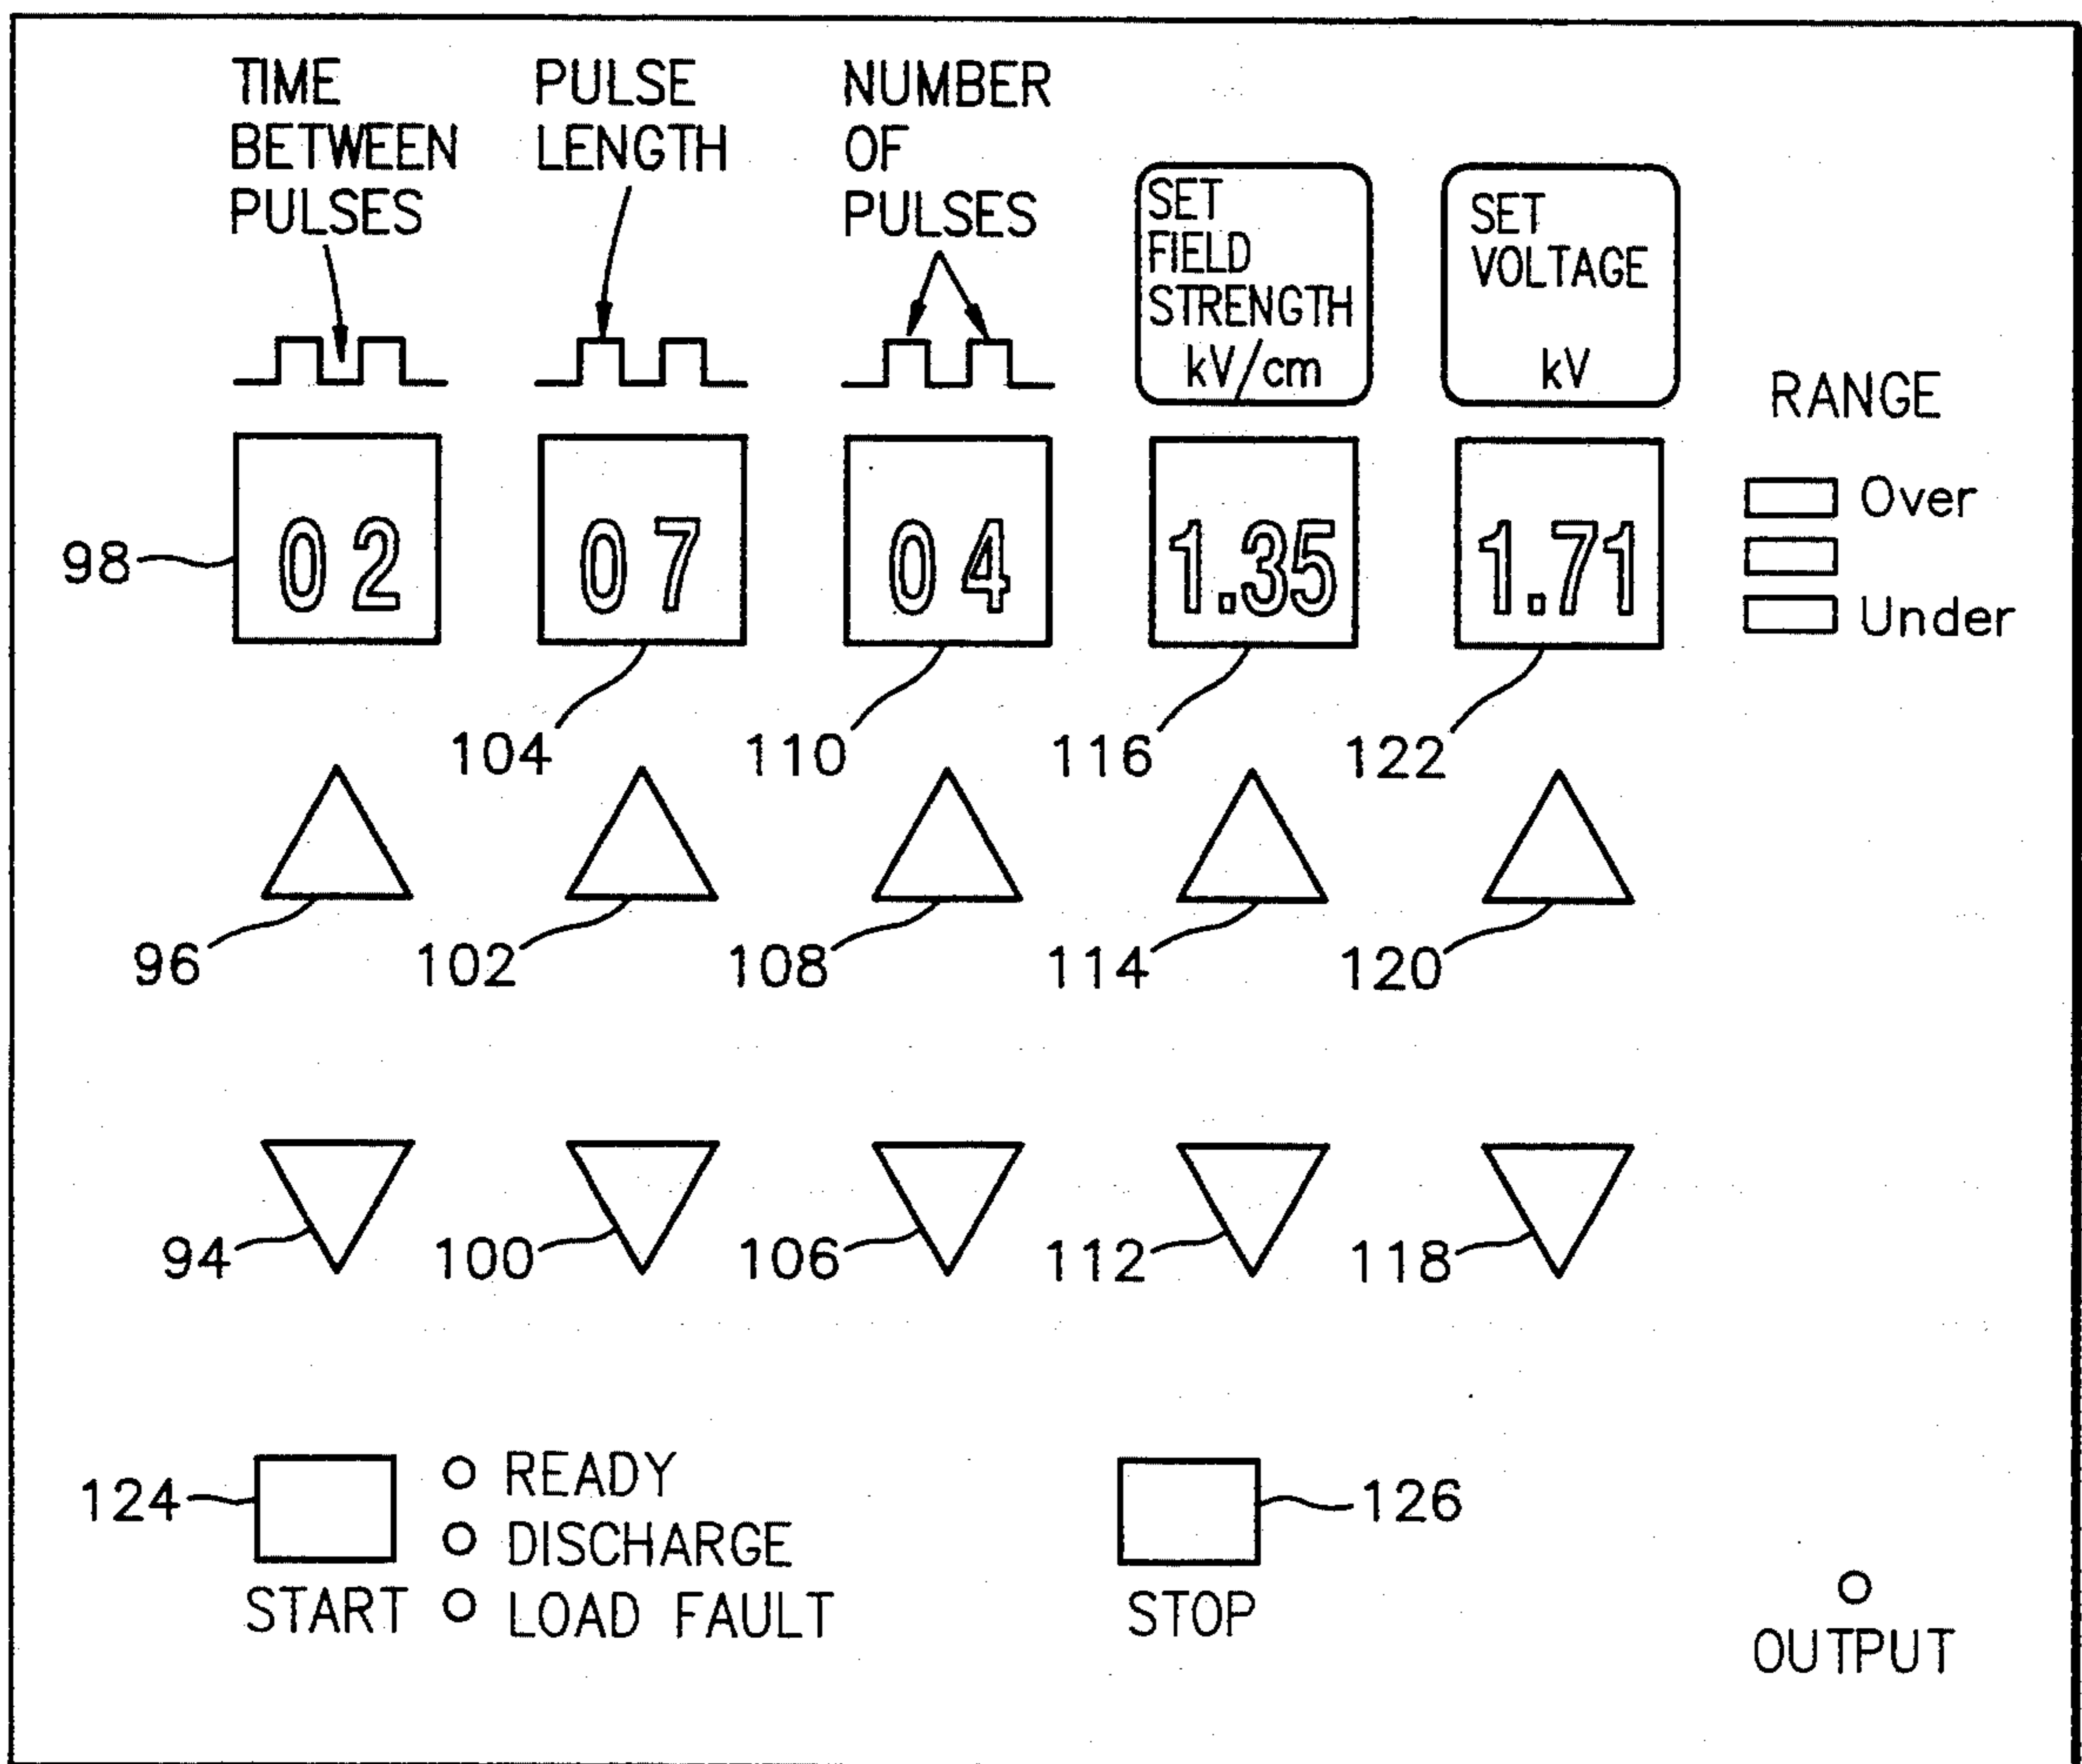 TIME
BETWEEN
PULSES
PULSE
LENGTH
NUMBER
OF
PULSES
SET
FIELD
STRENGTH
kV/cm
SET
VOLTAGE
kV
RANGE
Over
Under
98
02
07
04
1.35
1.71
104
110
116
122
96
102
108
114
120
94
100
106
112
118
124
START
READY
DISCHARGE
LOAD FAULT
126
STOP
OUTPUT